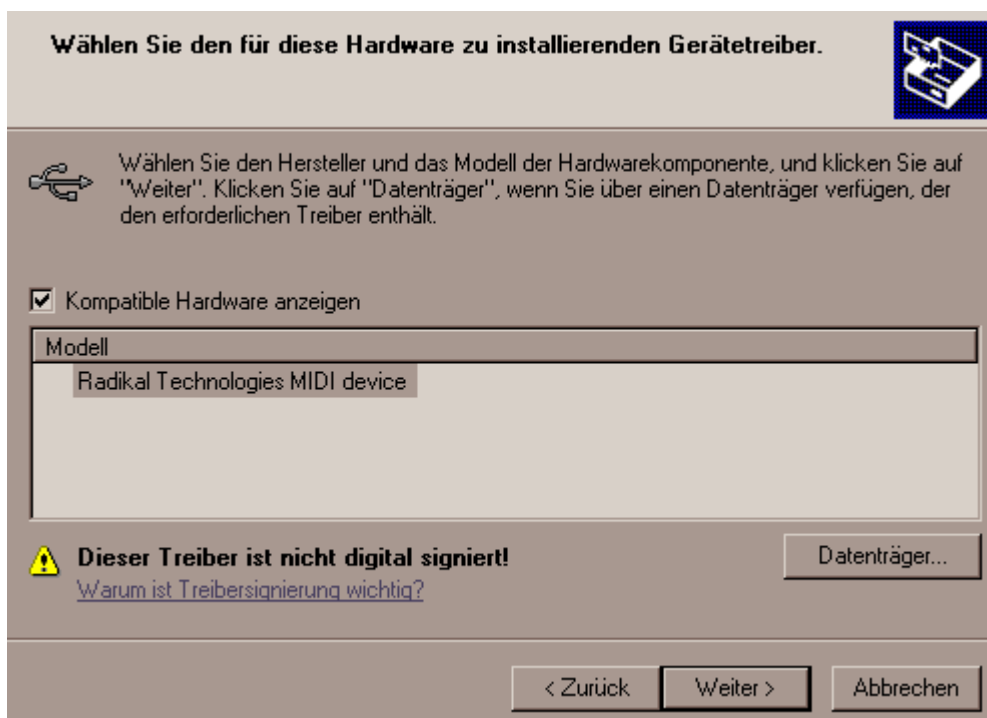 Wählen Sie den für diese Hardware zu installierenden Gerätetreiber.
Wählen Sie den Hersteller und das Modell der Hardwarekomponente, und klicken Sie auf
"Weiter". Klicken Sie auf "Datenträger", wenn Sie über einen Datenträger verfügen, der
den erforderlichen Treiber enthält.
Kompatible Hardware anzeigen
Modell
Radikal Technologies MIDI device
Dieser Treiber ist nicht digital signiert!
Datenträger...
Warum ist Treibersignierung wichtig?
< Zurück
Weiter >
Abbrechen